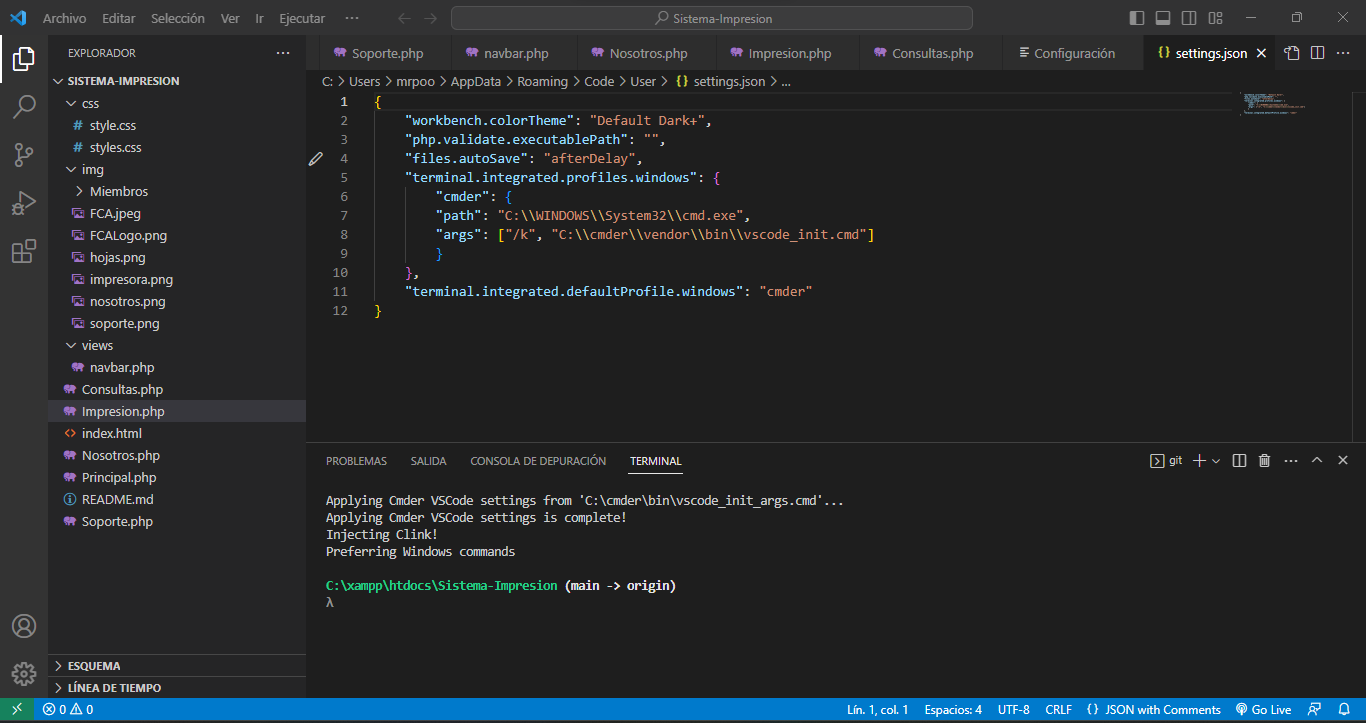 Archivo Editar Selección Ver Ir Ejecutar ···
Sistema-Impresion
EXPLORADOR ···
SISTEMA-IMPRESION
css
# style.css
# styles.css
img
Miembros
FCA.jpeg
FCALogo.png
hojas.png
impresora.png
nosotros.png
soporte.png
views
navbar.php
Consultas.php
Impresion.php
<> index.html
Nosotros.php
Principal.php
README.md
Soporte.php
ESQUEMA
LÍNEA DE TIEMPO
Soporte.php navbar.php Nosotros.php Impresion.php Consultas.php Configuración {} settings.json
C: > Users > mrpoo > AppData > Roaming > Code > User > {} settings.json > ...
1 {
2 "workbench.colorTheme": "Default Dark+",
3 "php.validate.executablePath": "",
4 "files.autoSave": "afterDelay",
5 "terminal.integrated.profiles.windows": {
6 "cmder": {
7 "path": "C:\\WINDOWS\\System32\\cmd.exe",
8 "args": ["/k", "C:\\cmder\\vendor\\bin\\vscode_init.cmd"]
9 }
10 },
11 "terminal.integrated.defaultProfile.windows": "cmder"
12 }
PROBLEMAS SALIDA CONSOLA DE DEPURACIÓN TERMINAL git
Applying Cmder VSCode settings from 'C:\cmder\bin\vscode_init_args.cmd'...
Applying Cmder VSCode settings is complete!
Injecting Clink!
Preferring Windows commands
C:\xampp\htdocs\Sistema-Impresion (main -> origin)
λ
0 0 Lín. 1, col. 1 Espacios: 4 UTF-8 CRLF {} JSON with Comments Go Live